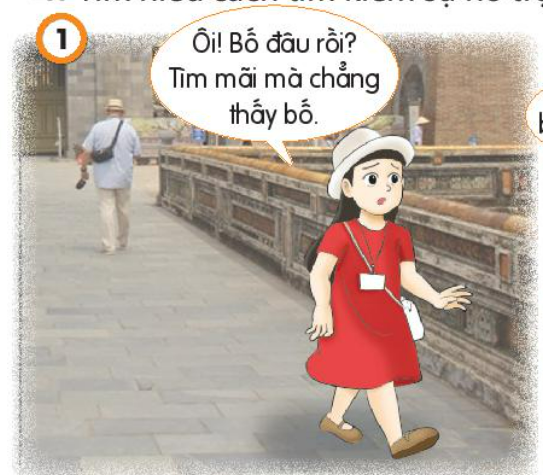 1
Ôi! Bố đâu rồi?
Tìm mãi mà chẳng
thấy bố.